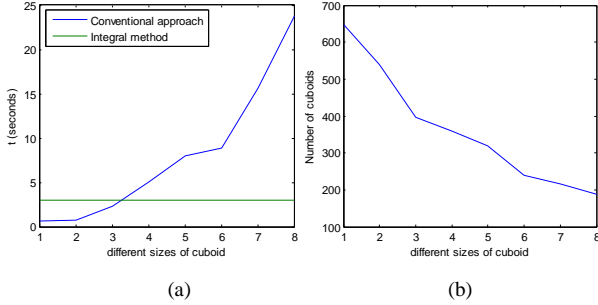 Conventional approach
Integral method
25
20
15
10
5
0
t (seconds)
1 2 3 4 5 6 7 8
different sizes of cuboid
(a)
700
600
500
400
300
200
100
Number of cuboids
1 2 3 4 5 6 7 8
different sizes of cuboid
(b)